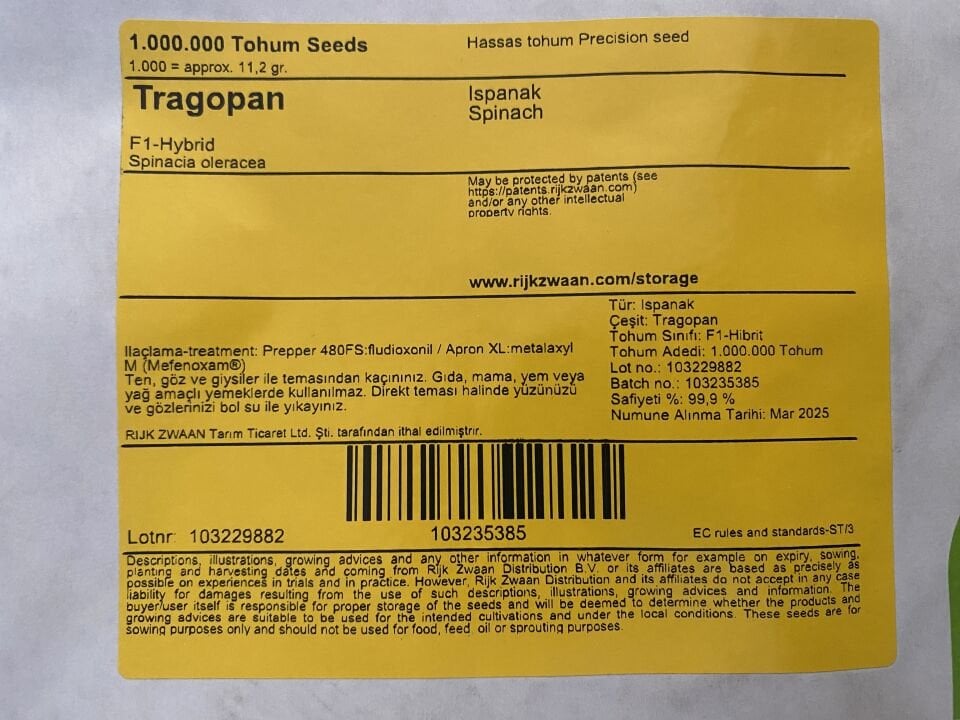 1.000.000 Tohum Seeds
Hassas tohum Precision seed
1.000 = approx. 11,2 gr.
Tragopan
Ispanak
Spinach
F1-Hybrid
Spinacia oleracea
May be protected by patents (see
https://patents.rijkzwaan.com)
and/or any other intellectual
property rights.
www.rijkzwaan.com/storage
Tür: Ispanak
Çeşit: Tragopan
Tohum Sınıfı: F1-Hibrit
Tohum Adedi: 1.000.000 Tohum
Lot no.: 103229882
Batch no.: 103235385
Safiyeti %: 99,9 %
Numune Alınma Tarihi: Mar 2025
Ilaçlama-treatment: Prepper 480FS:fludioxonil / Apron XL:metalaxyl
M (Mefenoxam®)
Ten, göz ve giysiler ile temasından kaçınınız. Gıda, mama, yem veya
yağ amaçlı yemeklerde kullanılmaz. Direkt teması halinde yüzünüzü
ve gözlerinizi bol su ile yıkayınız.
RIJK ZWAAN Tarım Ticaret Ltd. Şti. tarafından ithal edilmiştir.
Lotnr: 103229882
103235385
EC rules and standards-ST/3
Descriptions, illustrations, growing advices and any other information in whatever form for example on expiry, sowing,
planting and harvesting dates and coming from Rijk Zwaan Distribution B.V. or its affiliates are based as precisely as
possible on experiences in trials and in practice. However, Rijk Zwaan Distribution and its affiliates do not accept in any case
liability for damages resulting from the use of such descriptions, illustrations, growing advices and information. The
buyer/user itself is responsible for proper storage of the seeds and will be deemed to determine whether the products and
growing advices are suitable to be used for the intended cultivations and under the local conditions. These seeds are for
sowing purposes only and should not be used for food, feed, oil or sprouting purposes.